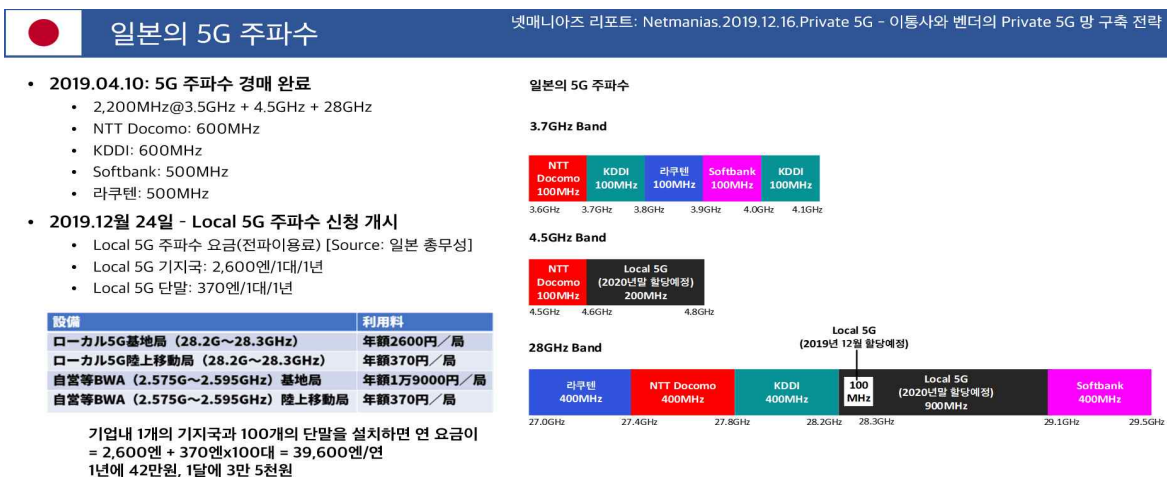 일본의 5G 주파수
넷매니아즈 리포트: Netmanias.2019.12.16.Private 5G - 이통사와 벤더의 Private 5G 망 구축 전략
• 2019.04.10: 5G 주파수 경매 완료
• 2,200MHz@3.5GHz + 4.5GHz + 28GHz
• NTT Docomo: 600MHz
• KDDI: 600MHz
• Softbank: 500MHz
• 라쿠텐: 500MHz
• 2019.12월 24일 - Local 5G 주파수 신청 개시
• Local 5G 주파수 요금(전파이용료) [Source: 일본 총무성]
• Local 5G 기지국: 2,600엔/1대/1년
• Local 5G 단말: 370엔/1대/1년
設備 利用料
ローカル5G基地局（28.2G～28.3GHz） 年額2600円／局
ローカル5G陸上移動局（28.2G～28.3GHz） 年額370円／局
自営等BWA（2.575G～2.595GHz）基地局 年額1万9000円／局
自営等BWA（2.575G～2.595GHz）陸上移動局 年額370円／局
기업내 1개의 기지국과 100개의 단말을 설치하면 연 요금이
= 2,600엔 + 370엔x100대 = 39,600엔/연
1년에 42만원, 1달에 3만 5천원
일본의 5G 주파수
3.7GHz Band
NTT Docomo 100MHz
KDDI 100MHz
라쿠텐 100MHz
Softbank 100MHz
KDDI 100MHz
3.6GHz 3.7GHz 3.8GHz 3.9GHz 4.0GHz 4.1GHz
4.5GHz Band
NTT Docomo 100MHz
Local 5G (2020년말 할당예정) 200MHz
4.5GHz 4.6GHz 4.8GHz
28GHz Band
Local 5G
(2019년 12월 할당예정)
라쿠텐 400MHz
NTT Docomo 400MHz
KDDI 400MHz
100 MHz
Local 5G (2020년말 할당예정) 900MHz
Softbank 400MHz
27.0GHz 27.4GHz 27.8GHz 28.2GHz 28.3GHz 29.1GHz 29.5GHz